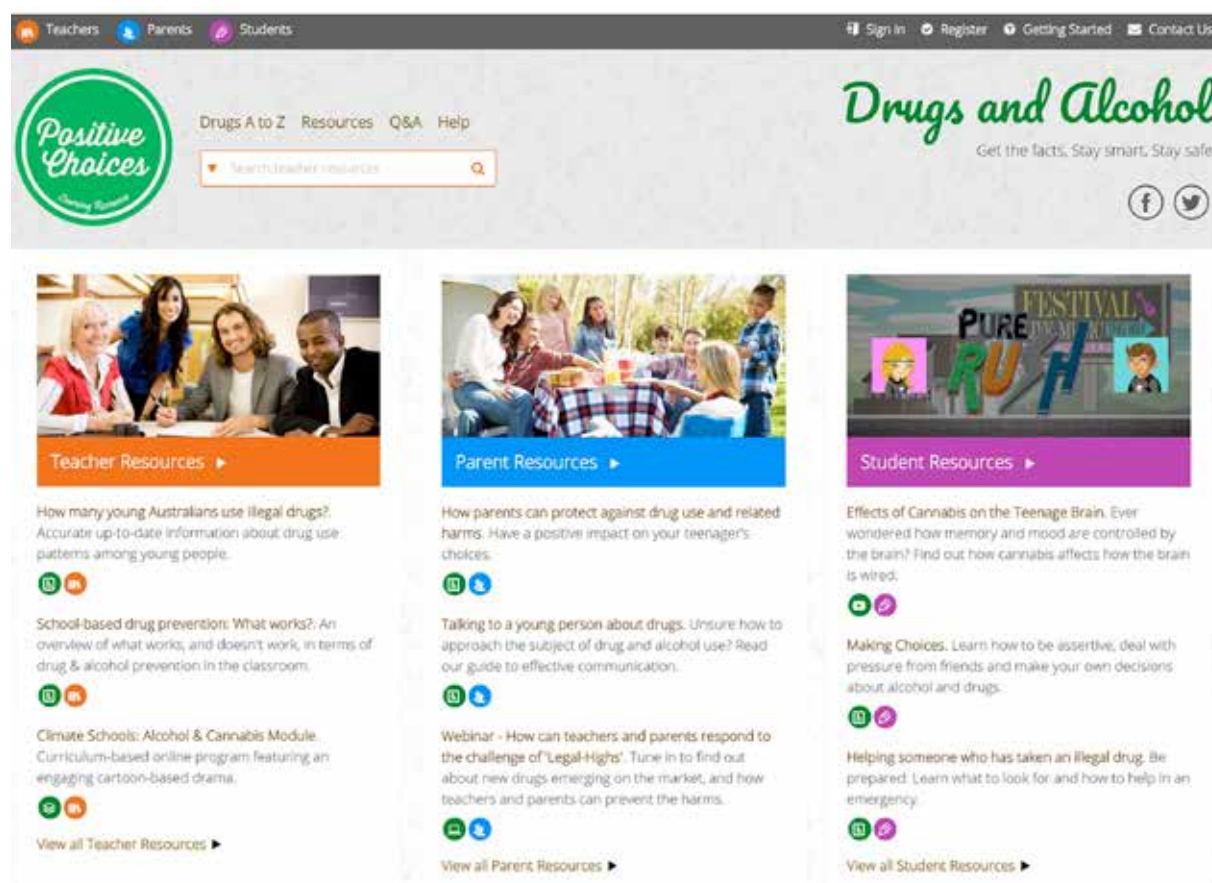 Teachers Parents Students
Sign In Register Getting Started Contact Us
Positive
Choices
Learning Resource
Drugs A to Z Resources Q&A Help
Search teacher resources
Drugs and Alcohol
Get the facts, Stay smart, Stay safe
Teacher Resources
How many young Australians use illegal drugs?.
Accurate up-to-date information about drug use
patterns among young people.
School-based drug prevention: What works?. An
overview of what works, and doesn't work, in terms of
drug & alcohol prevention in the classroom.
Climate Schools: Alcohol & Cannabis Module.
Curriculum-based online program featuring an
engaging cartoon-based drama.
View all Teacher Resources
Parent Resources
How parents can protect against drug use and related
harms. Have a positive impact on your teenager's
choices.
Talking to a young person about drugs. Unsure how to
approach the subject of drug and alcohol use? Read
our guide to effective communication.
Webinar - How can teachers and parents respond to
the challenge of 'Legal-Highs'. Tune in to find out
about new drugs emerging on the market, and how
teachers and parents can prevent the harms.
View all Parent Resources
FESTIVAL
PURE
RUSH
Student Resources
Effects of Cannabis on the Teenage Brain. Ever
wondered how memory and mood are controlled by
the brain? Find out how cannabis affects how the brain
is wired.
Making Choices. Learn how to be assertive, deal with
pressure from friends and make your own decisions
about alcohol and drugs.
Helping someone who has taken an illegal drug. Be
prepared. Learn what to look for and how to help in an
emergency.
View all Student Resources